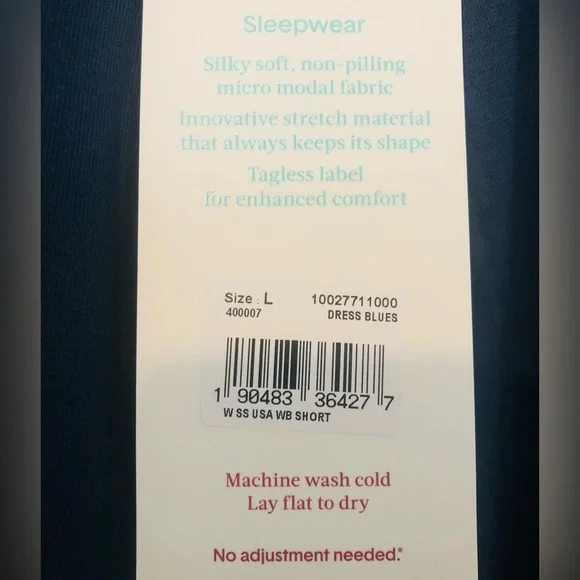 Sleepwear
Silky soft, non-pilling
micro modal fabric
Innovative stretch material
that always keeps its shape
Tagless label
for enhanced comfort
Size : L 10027711000
400007 DRESS BLUES
1 90483 36427 7
W SS USA WB SHORT
Machine wash cold
Lay flat to dry
No adjustment needed.®